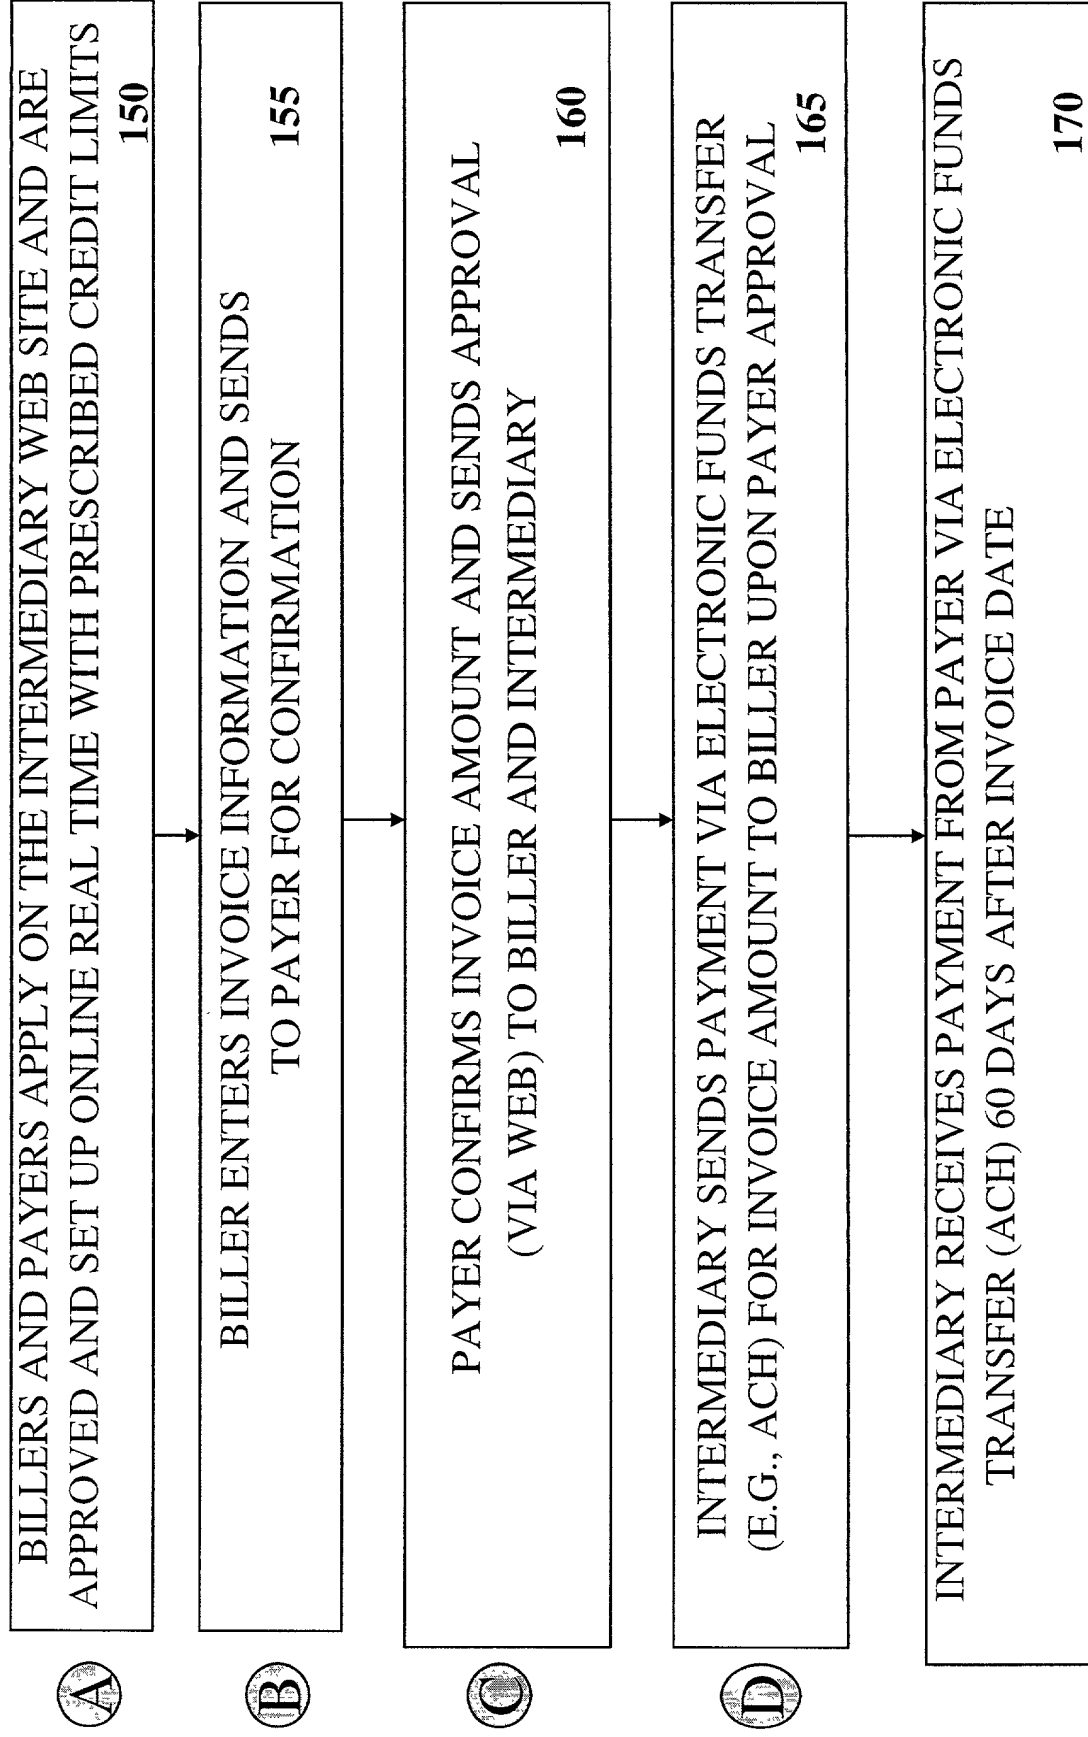 A
BILLERS AND PAYERS APPLY ON THE INTERMEDIARY WEB SITE AND ARE
APPROVED AND SET UP ONLINE REAL TIME WITH PRESCRIBED CREDIT LIMITS
150
B
BILLER ENTERS INVOICE INFORMATION AND SENDS
TO PAYER FOR CONFIRMATION
155
C
PAYER CONFIRMS INVOICE AMOUNT AND SENDS APPROVAL
(VIA WEB) TO BILLER AND INTERMEDIARY
160
D
INTERMEDIARY SENDS PAYMENT VIA ELECTRONIC FUNDS TRANSFER
(E.G., ACH) FOR INVOICE AMOUNT TO BILLER UPON PAYER APPROVAL
165
INTERMEDIARY RECEIVES PAYMENT FROM PAYER VIA ELECTRONIC FUNDS
TRANSFER (ACH) 60 DAYS AFTER INVOICE DATE
170